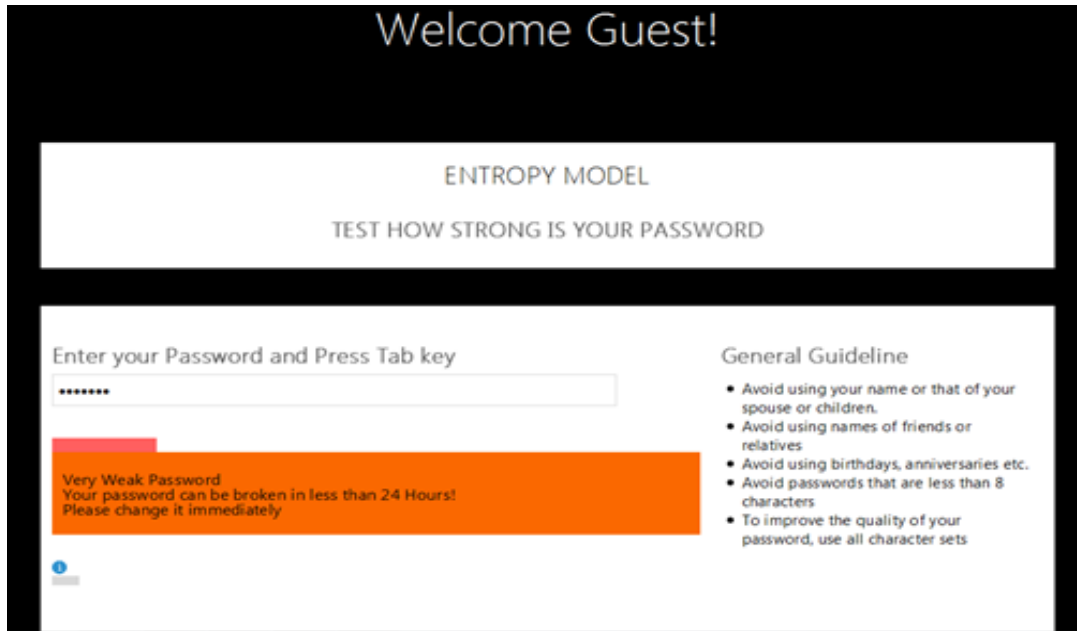 Welcome Guest!
ENTROPY MODEL
TEST HOW STRONG IS YOUR PASSWORD
Enter your Password and Press Tab key
•••••••
Very Weak Password
Your password can be broken in less than 24 Hours!
Please change it immediately
General Guideline
• Avoid using your name or that of your
spouse or children.
• Avoid using names of friends or
relatives
• Avoid using birthdays, anniversaries etc.
• Avoid passwords that are less than 8
characters
• To improve the quality of your
password, use all character sets